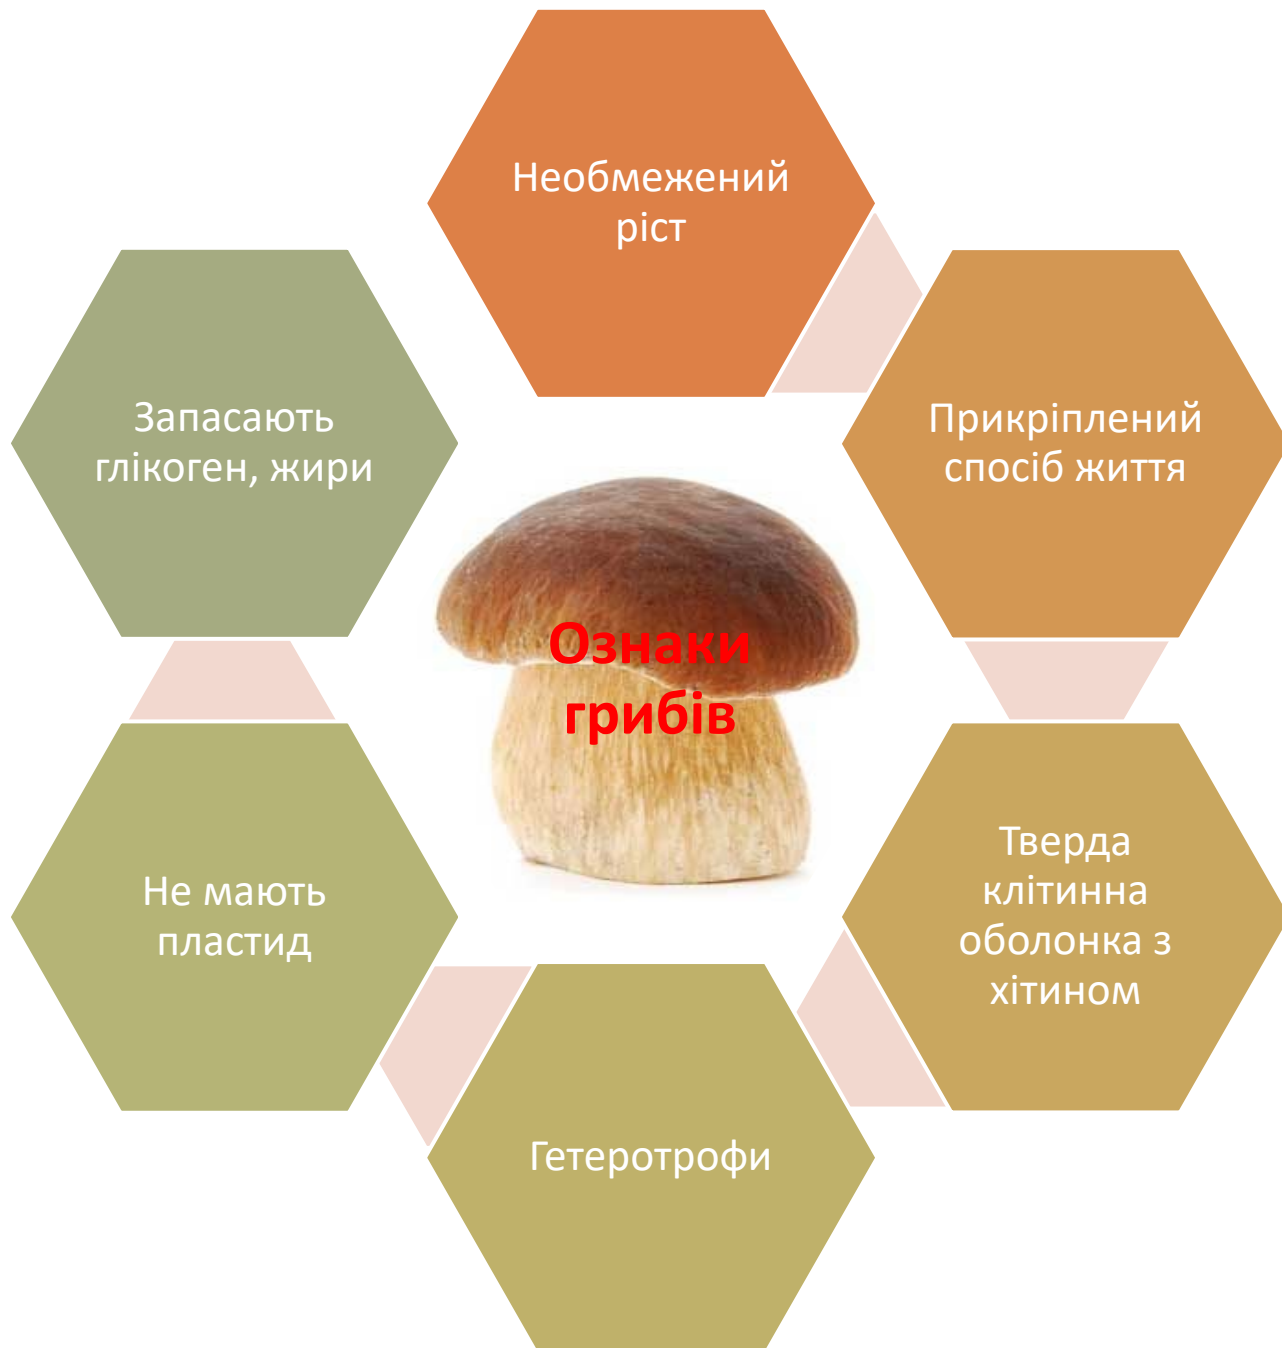 Необмежений
ріст
Прикріплений
спосіб життя
Тверда
клітинна
оболонка з
хітином
Гетеротрофи
Не мають
пластид
Запасають
глікоген, жири
Ознаки
грибів